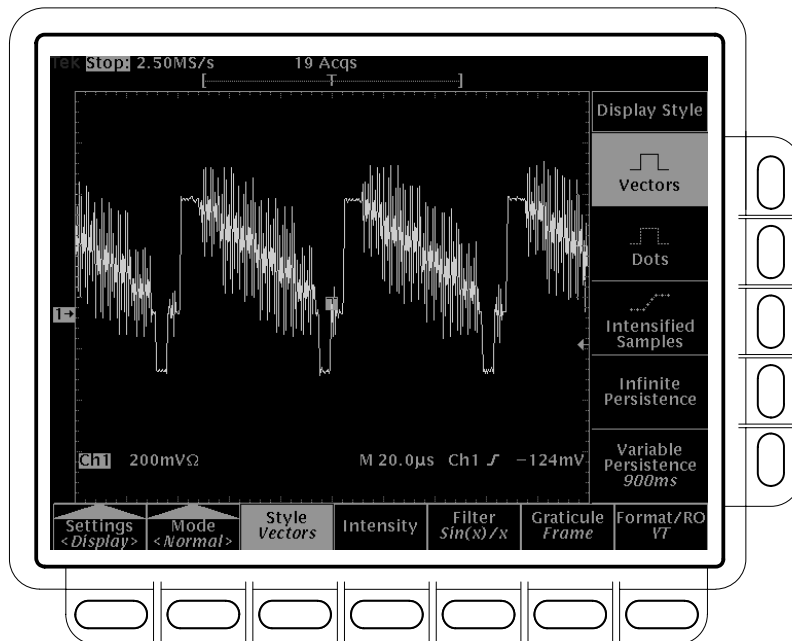 Tek Stop: 2.50MS/s 19 Acqs
[ T ]
Display Style
Vectors
Dots
Intensified
Samples
Infinite
Persistence
Variable
Persistence
900ms
1→
Ch1 200mVΩ M 20.0µs Ch1 ƒ −124mV
Settings
<Display>
Mode
<Normal>
Style
Vectors
Intensity
Filter
Sin(x)/x
Graticule
Frame
Format/RO
YT